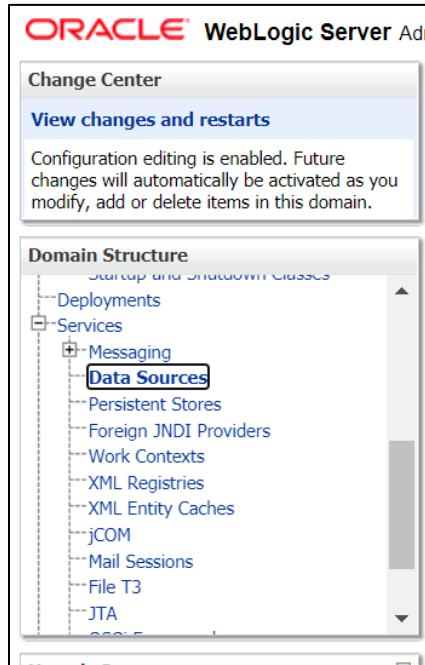 ORACLE WebLogic Server
Change Center
View changes and restarts
Configuration editing is enabled. Future
changes will automatically be activated as you
modify, add or delete items in this domain.
Domain Structure
Startup and Shutdown Classes
Deployments
Services
Messaging
Data Sources
Persistent Stores
Foreign JNDI Providers
Work Contexts
XML Registries
XML Entity Caches
jCOM
Mail Sessions
File T3
JTA